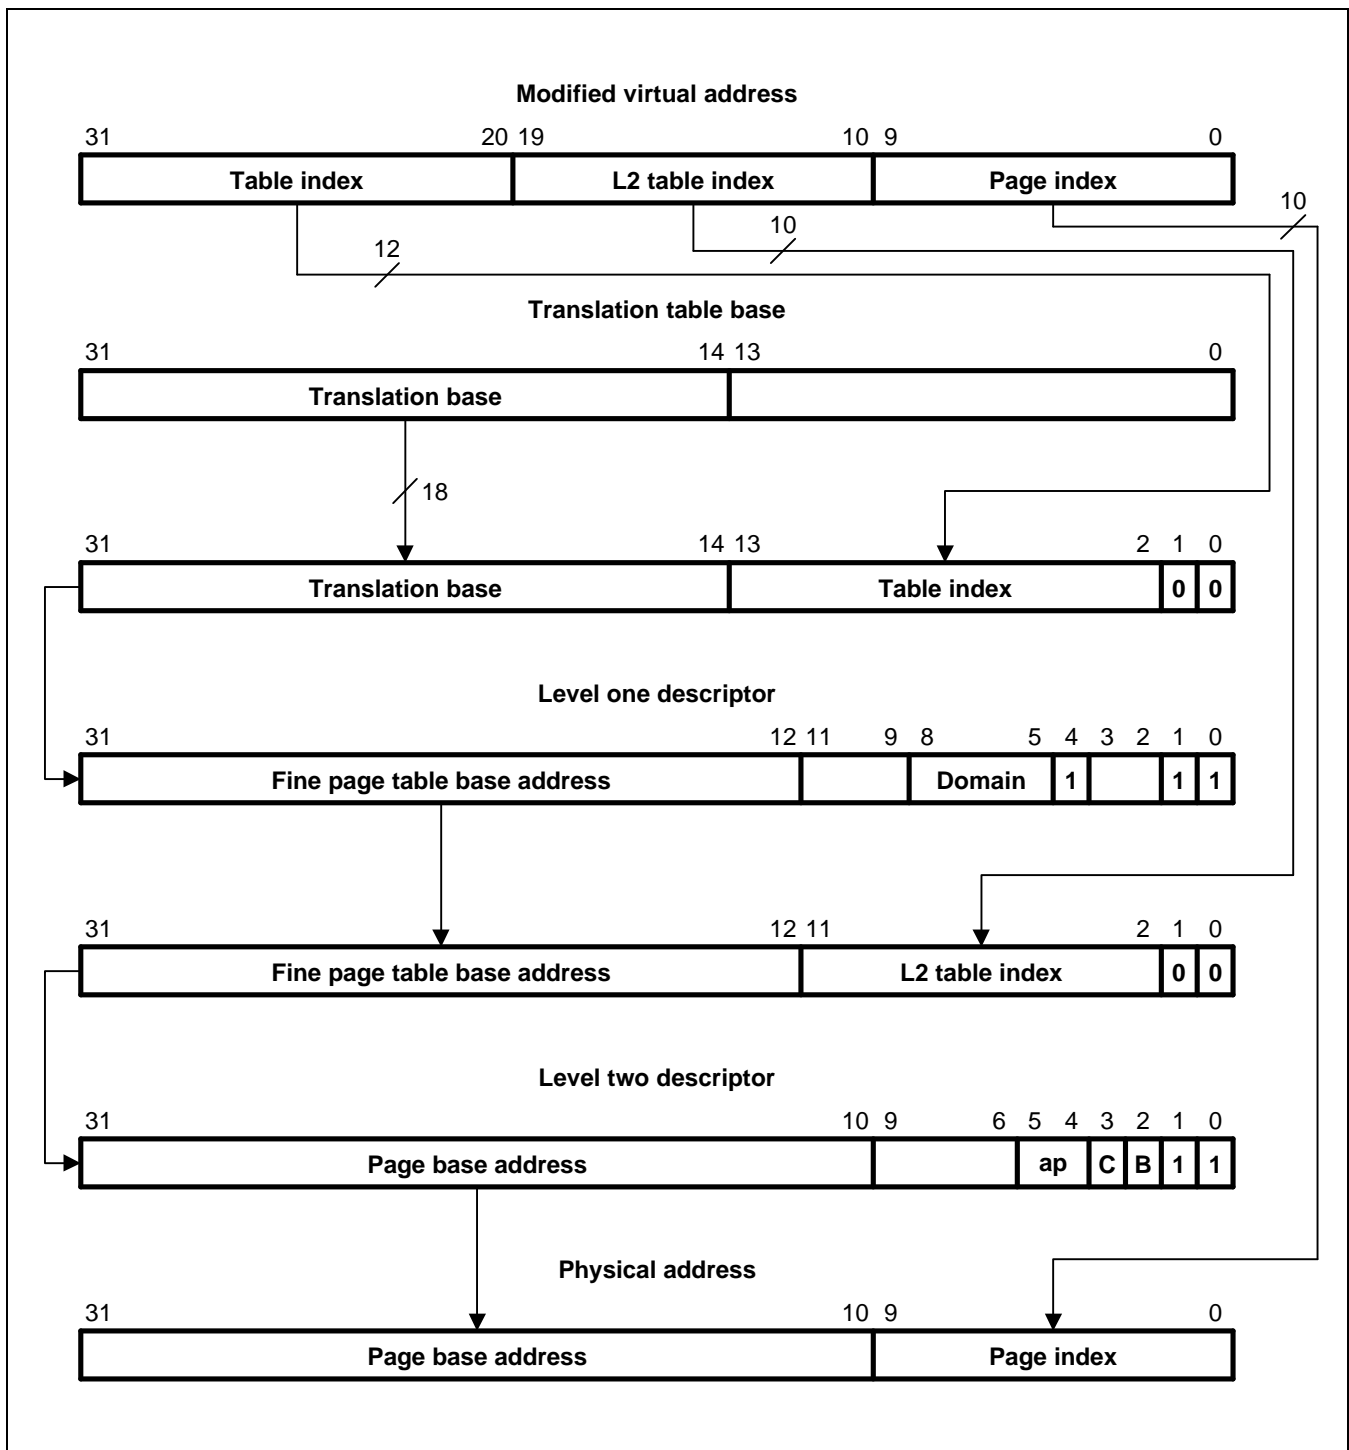 Modified virtual address
31 20 19 10 9 0
Table index L2 table index Page index
10
10
12
Translation table base
31 14 13 0
Translation base
18
31 14 13 2 1 0
Translation base Table index 0 0
Level one descriptor
31 12 11 9 8 5 4 3 2 1 0
Fine page table base address Domain 1 1 1
31 12 11 2 1 0
Fine page table base address L2 table index 0 0
Level two descriptor
31 10 9 6 5 4 3 2 1 0
Page base address ap C B 1 1
Physical address
31 10 9 0
Page base address Page index